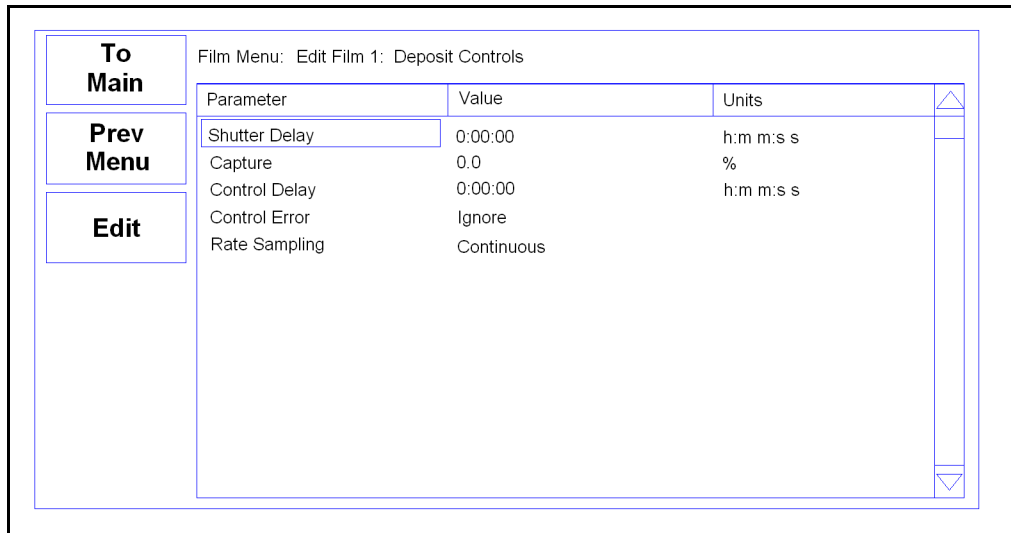 To
Main
Film Menu: Edit Film 1: Deposit Controls
Parameter Value Units
Prev
Menu
Shutter Delay 0:00:00 h:m m:s s
Capture 0.0 %
Control Delay 0:00:00 h:m m:s s
Edit
Control Error Ignore
Rate Sampling Continuous